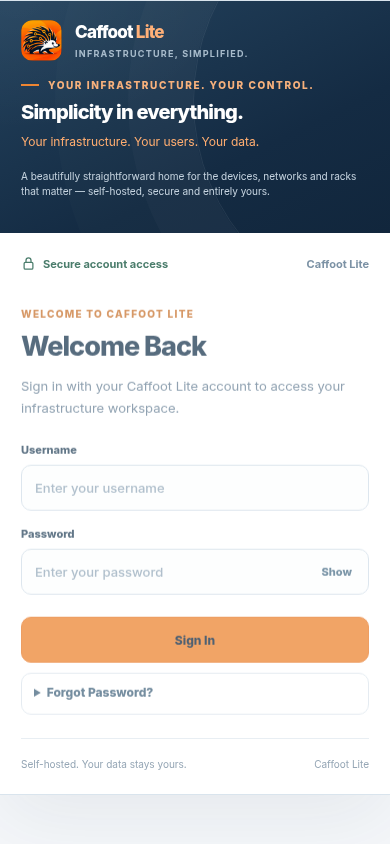 Caffoot Lite
INFRASTRUCTURE, SIMPLIFIED.
YOUR INFRASTRUCTURE. YOUR CONTROL.
Simplicity in everything.
Your infrastructure. Your users. Your data.
A beautifully straightforward home for the devices, networks and racks
that matter — self-hosted, secure and entirely yours.
Secure account access
Caffoot Lite
WELCOME TO CAFFOOT LITE
Welcome Back
Sign in with your Caffoot Lite account to access your
infrastructure workspace.
Username
Enter your username
Password
Enter your password
Show
Sign In
Forgot Password?
Self-hosted. Your data stays yours.
Caffoot Lite